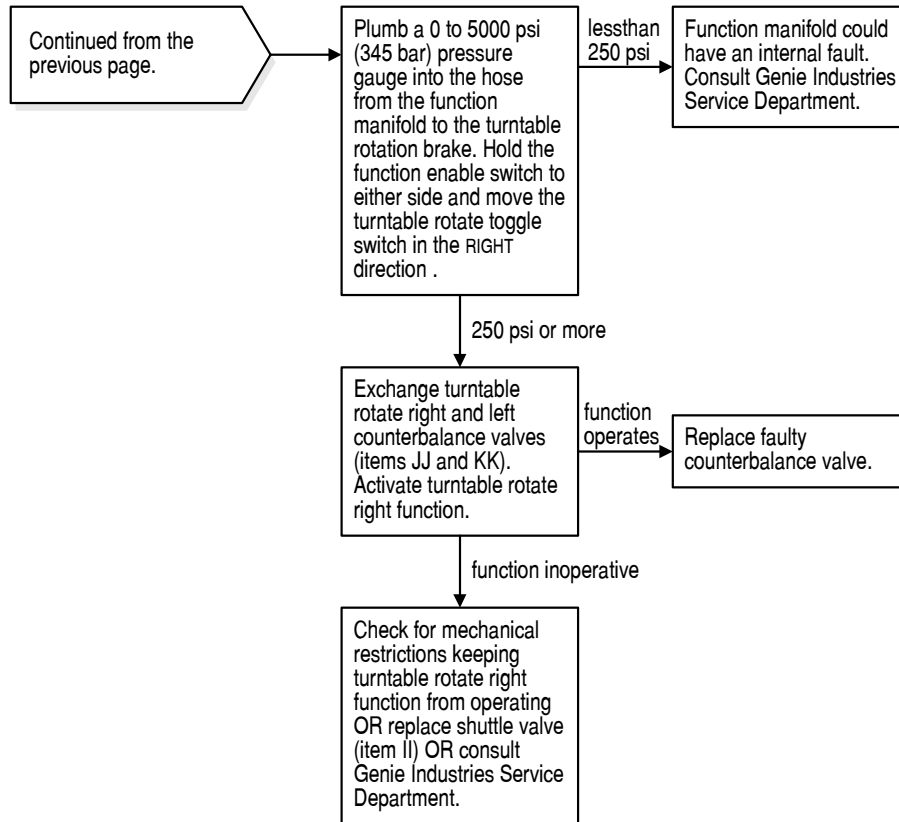 Continued from the
previous page.
Plumb a 0 to 5000 psi
(345 bar) pressure
gauge into the hose
from the function
manifold to the turntable
rotation brake. Hold the
function enable switch to
either side and move the
turntable rotate toggle
switch in the RIGHT
direction .
lessthan
250 psi
Function manifold could
have an internal fault.
Consult Genie Industries
Service Department.
250 psi or more
Exchange turntable
rotate right and left
counterbalance valves
(items JJ and KK).
Activate turntable rotate
right function.
function
operates
Replace faulty
counterbalance valve.
function inoperative
Check for mechanical
restrictions keeping
turntable rotate right
function from operating
OR replace shuttle valve
(item II) OR consult
Genie Industries Service
Department.